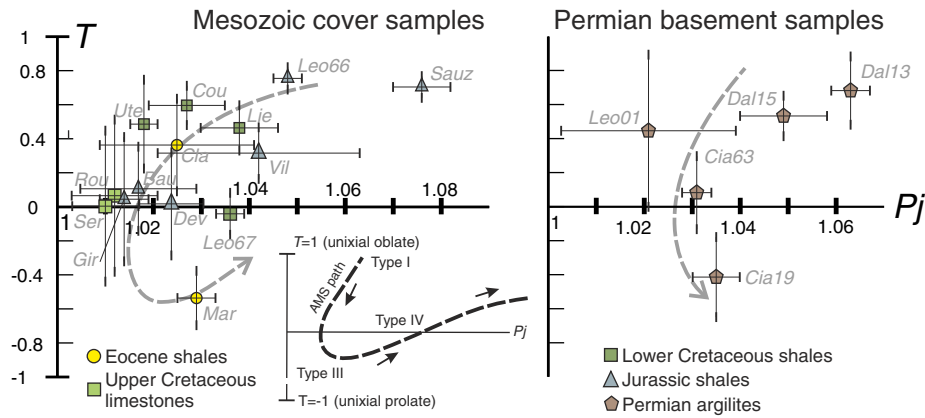 Mesozoic cover samples
Permian basement samples
T
1
0.8
0.4
0
-0.4
-0.8
-1
1
1.02
1.04
1.06
1.08
Leo66
Sauz
Cou
Ute
Lie
Cla
Vil
Rou
Bau
Ser
Dev
Gir
Leo67
Mar
Eocene shales
Upper Cretaceous
limestones
T=1 (unixial oblate)
Type I
AMS path
Type IV
Pj
Type III
T=-1 (unixial prolate)
Dal13
Dal15
Leo01
Cia63
Pj
1
1.02
1.04
1.06
Cia19
Lower Cretaceous shales
Jurassic shales
Permian argilites